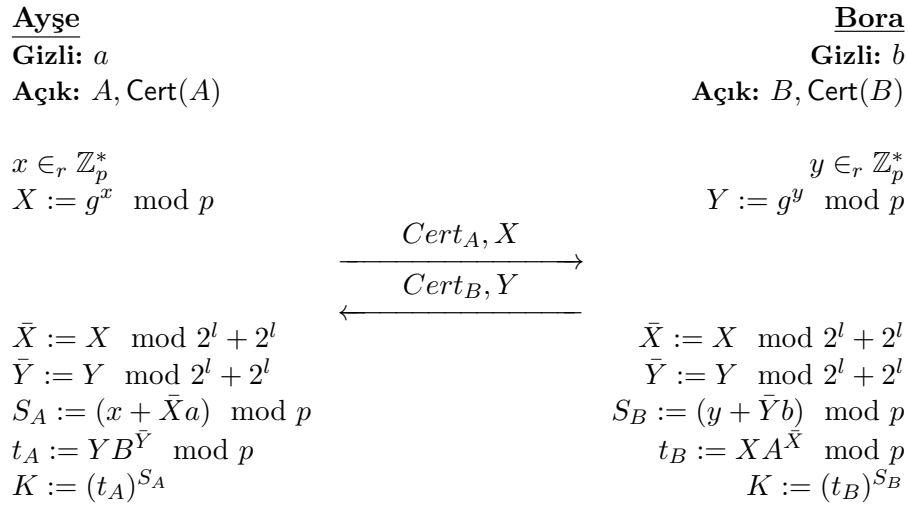 Ayşe Bora
Gizli: a Gizli: b
Açık: A, Cert(A) Açık: B, Cert(B)
x ∈_r ℤ_p^* y ∈_r ℤ_p^*
X := g^x mod p Y := g^y mod p
Cert_A, X
Cert_B, Y
X̄ := X mod 2^l + 2^l X̄ := X mod 2^l + 2^l
Ȳ := Y mod 2^l + 2^l Ȳ := Y mod 2^l + 2^l
S_A := (x + X̄a) mod p S_B := (y + Ȳb) mod p
t_A := YB^Ȳ mod p t_B := XA^X̄ mod p
K := (t_A)^{S_A} K := (t_B)^{S_B}